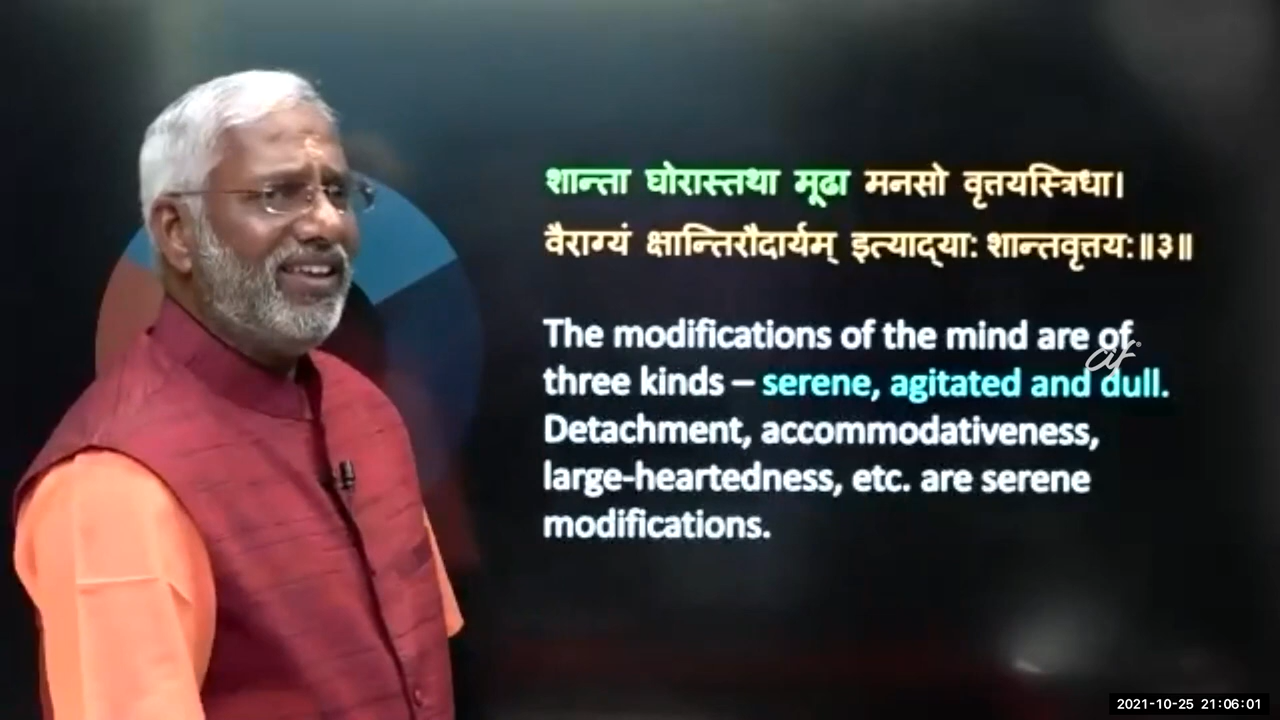 शान्ता घोरास्तथा मूढा मनसो वृत्तयस्त्रिधा।
वैराग्यं क्षान्तिरौदार्यम् इत्याद्या: शान्तवृत्तय:॥३॥
The modifications of the mind are of
three kinds – serene, agitated and dull.
Detachment, accommodativeness,
large-heartedness, etc. are serene
modifications.
cif
2021-10-25 21:06:01